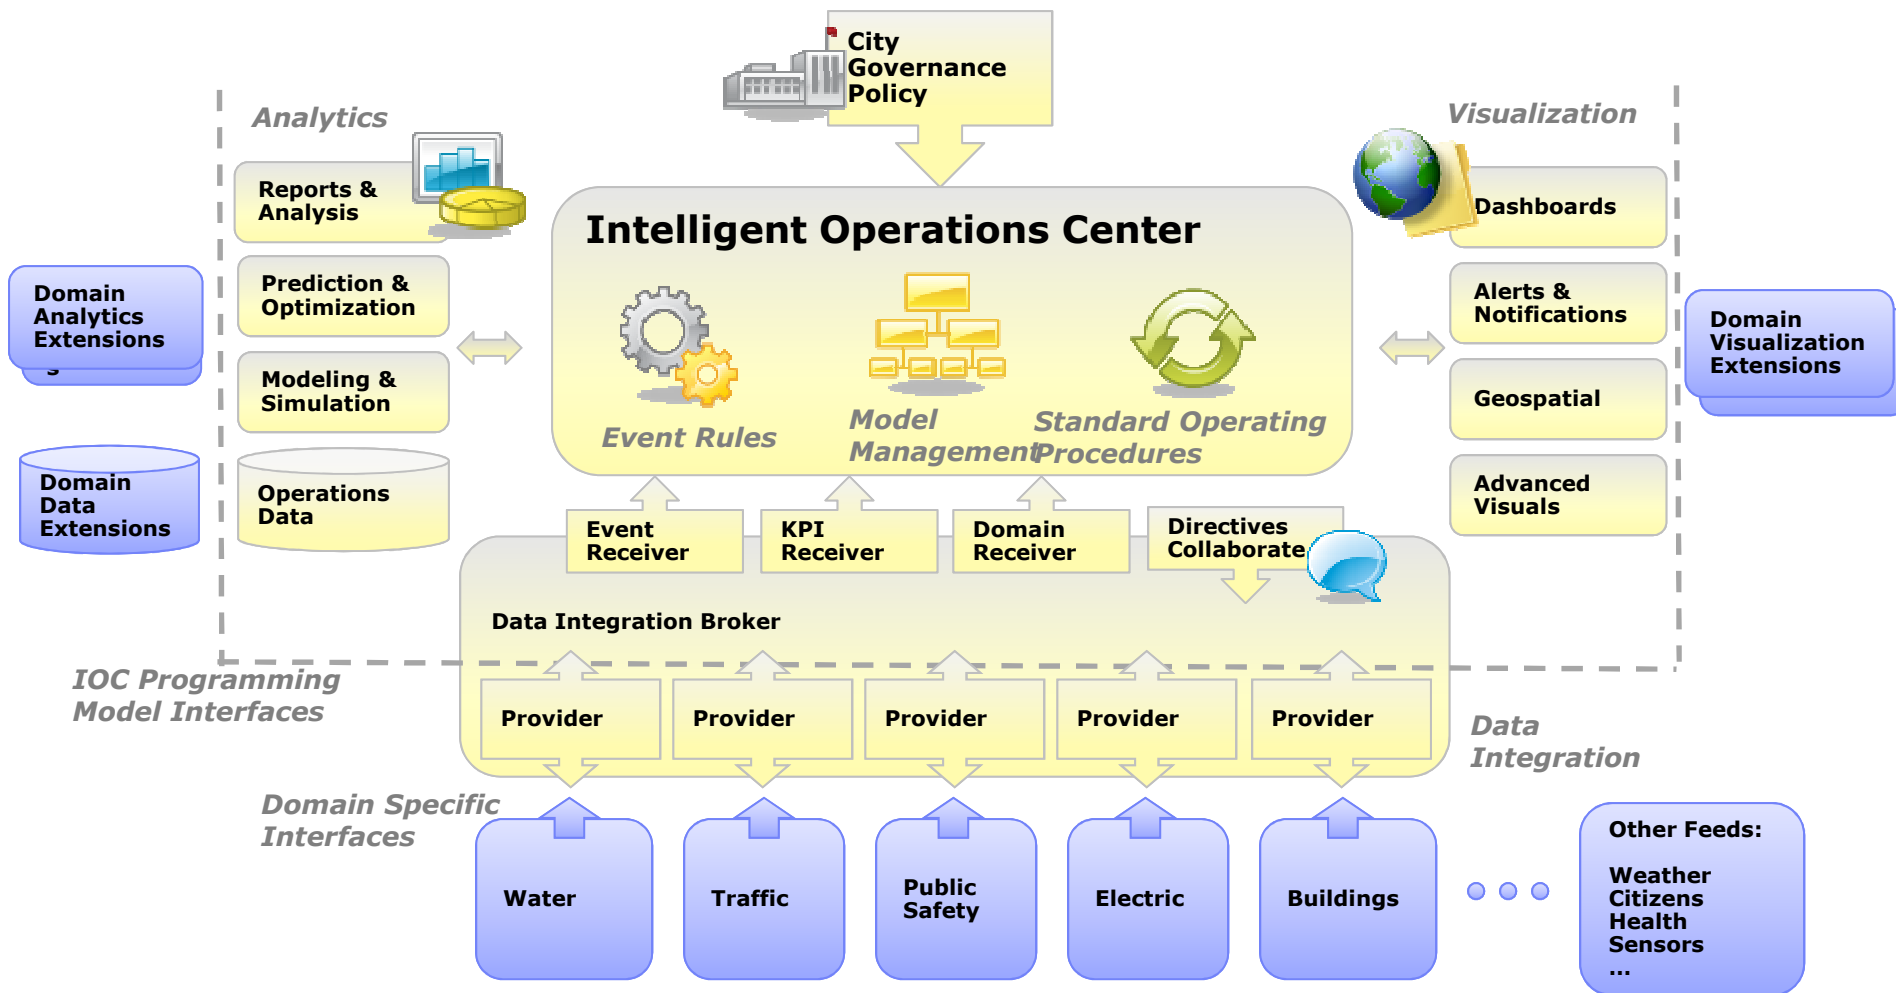 City
Governance
Policy
Analytics
Visualization
Reports &
Analysis
Prediction &
Optimization
Modeling &
Simulation
Operations
Data
Domain
Analytics
Extensions
s
Domain
Data
Extensions
Intelligent Operations Center
Event Rules
Model
Management
Standard Operating
Procedures
Dashboards
Alerts &
Notifications
Geospatial
Advanced
Visuals
Domain
Visualization
Extensions
Event
Receiver
KPI
Receiver
Domain
Receiver
Directives
Collaborate
Data Integration Broker
IOC Programming
Model Interfaces
Provider
Provider
Provider
Provider
Provider
Data
Integration
Domain Specific
Interfaces
Water
Traffic
Public
Safety
Electric
Buildings
Other Feeds:
Weather
Citizens
Health
Sensors
...